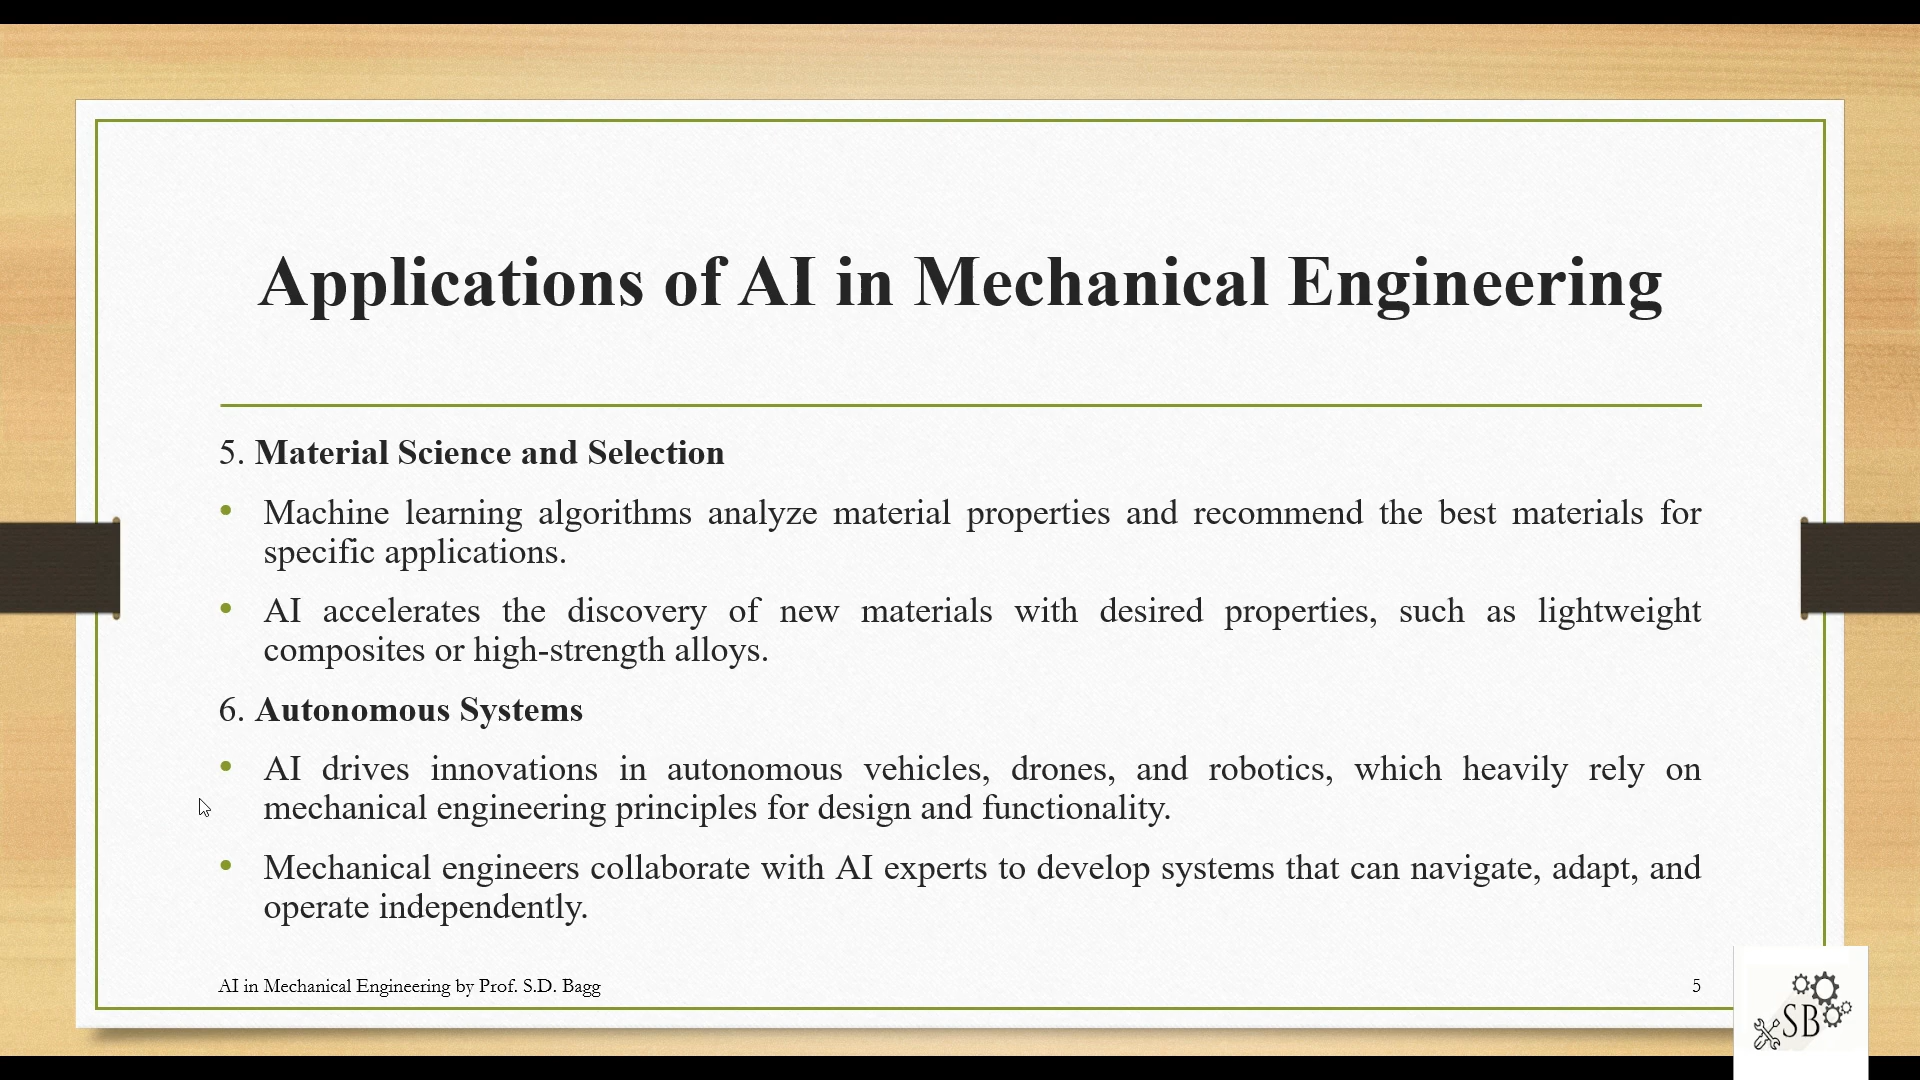 Applications of AI in Mechanical Engineering
5. Material Science and Selection
• Machine learning algorithms analyze material properties and recommend the best materials for
specific applications.
• AI accelerates the discovery of new materials with desired properties, such as lightweight
composites or high-strength alloys.
6. Autonomous Systems
• AI drives innovations in autonomous vehicles, drones, and robotics, which heavily rely on
mechanical engineering principles for design and functionality.
• Mechanical engineers collaborate with AI experts to develop systems that can navigate, adapt, and
operate independently.
AI in Mechanical Engineering by Prof. S.D. Bagg
5
SB